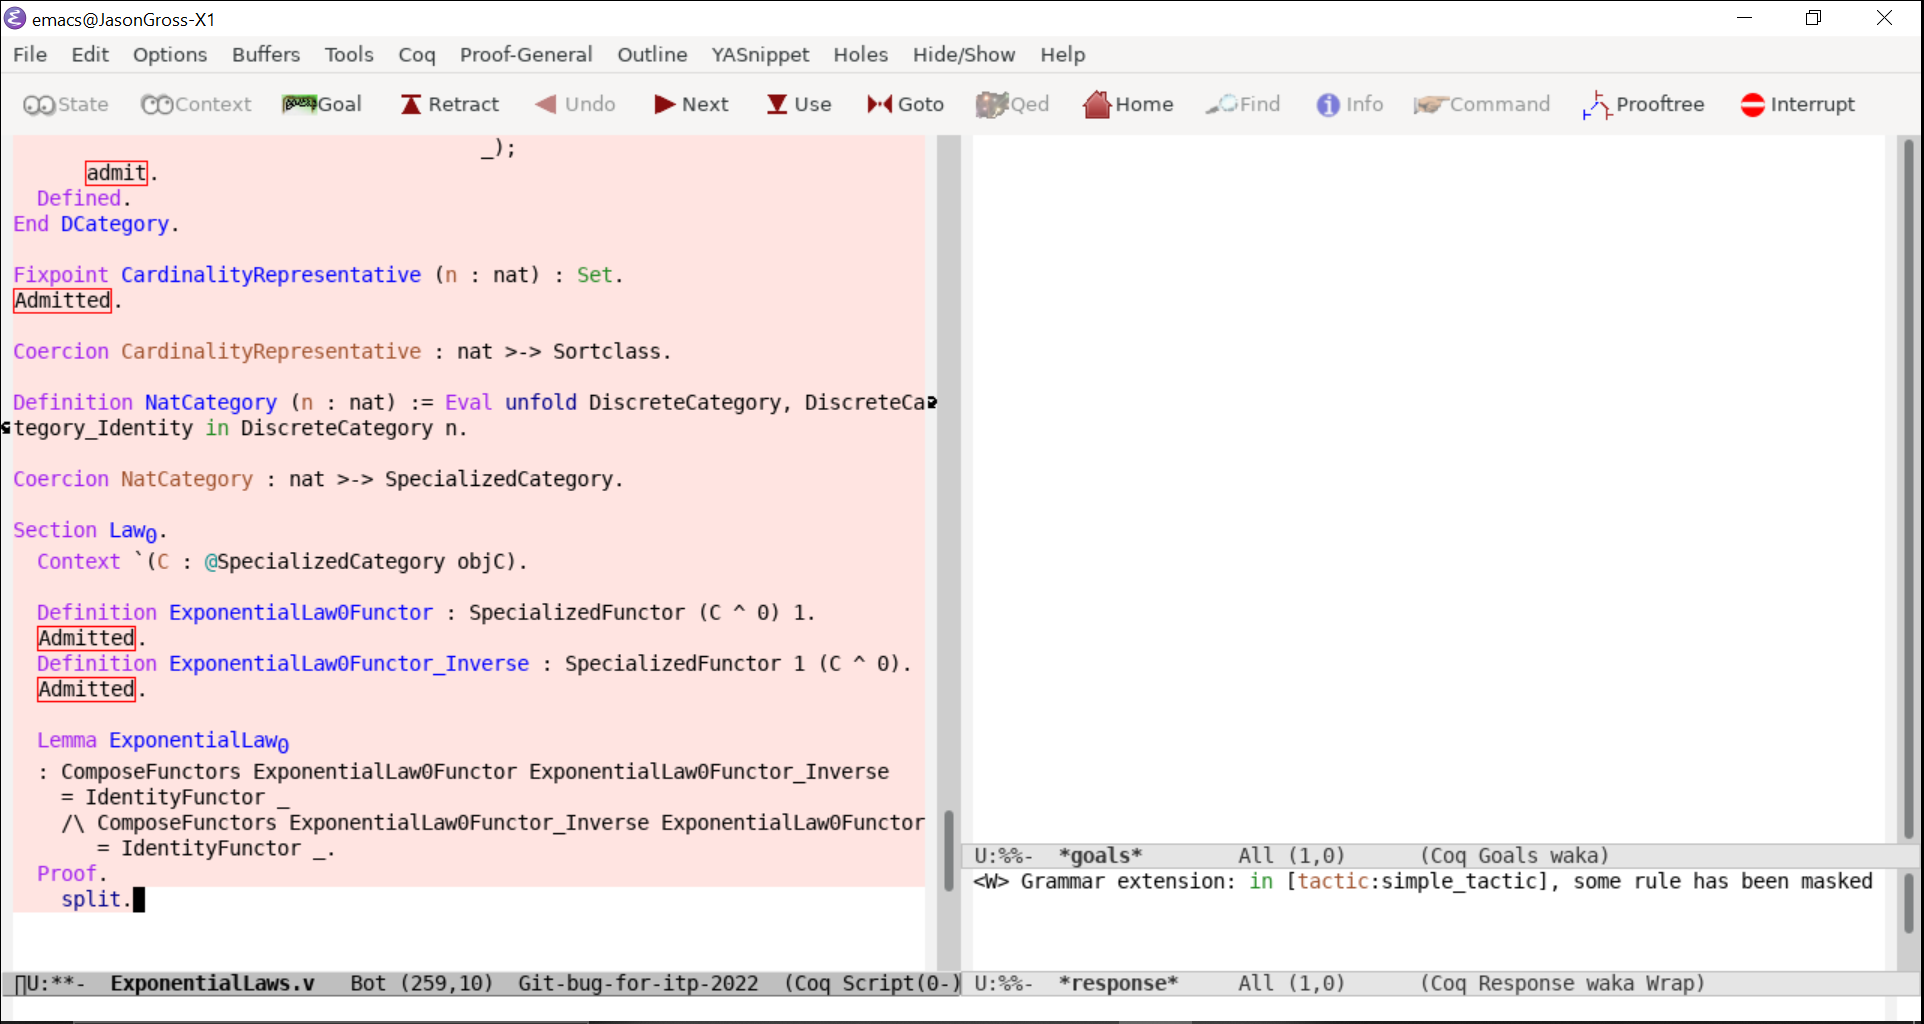 emacs@JasonGross-X1
File Edit Options Buffers Tools Coq Proof-General Outline YASnippet Holes Hide/Show Help
State Context Goal Retract Undo Next Use Goto Qed Home Find Info Command Prooftree Interrupt
_);
admit.
Defined.
End DCategory.
Fixpoint CardinalityRepresentative (n : nat) : Set.
Admitted.
Coercion CardinalityRepresentative : nat >-> Sortclass.
Definition NatCategory (n : nat) := Eval unfold DiscreteCategory, DiscreteCa
tegory_Identity in DiscreteCategory n.
Coercion NatCategory : nat >-> SpecializedCategory.
Section Law₀.
Context `(C : @SpecializedCategory objC).
Definition ExponentialLaw0Functor : SpecializedFunctor (C ^ 0) 1.
Admitted.
Definition ExponentialLaw0Functor_Inverse : SpecializedFunctor 1 (C ^ 0).
Admitted.
Lemma ExponentialLaw₀
: ComposeFunctors ExponentialLaw0Functor ExponentialLaw0Functor_Inverse
= IdentityFunctor _
/\ ComposeFunctors ExponentialLaw0Functor_Inverse ExponentialLaw0Functor
= IdentityFunctor _.
Proof.
split.
U:**- ExponentialLaws.v Bot (259,10) Git-bug-for-itp-2022 (Coq Script(0-)
U:%%- *goals* All (1,0) (Coq Goals waka)
<W> Grammar extension: in [tactic:simple_tactic], some rule has been masked
U:%%- *response* All (1,0) (Coq Response waka Wrap)